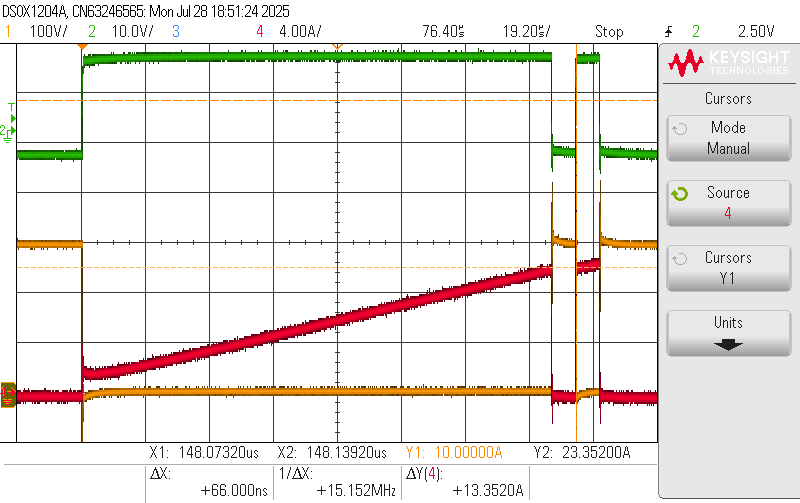 DSOX1204A, CN63246565: Mon Jul 28 18:51:24 2025
1 100V/ 2 10.0V/ 3 4 4.00A/ 76.40s 19.20s/ Stop 2 2.50V
KEYSIGHT
TECHNOLOGIES
Cursors
Mode
Manual
Source
4
Cursors
Y1
Units
T
2
X1: 148.07320us X2: 148.13920us Y1: 10.00000A Y2: 23.35200A
ΔX: 1/ΔX: ΔY(4):
+66.000ns +15.152MHz +13.3520A